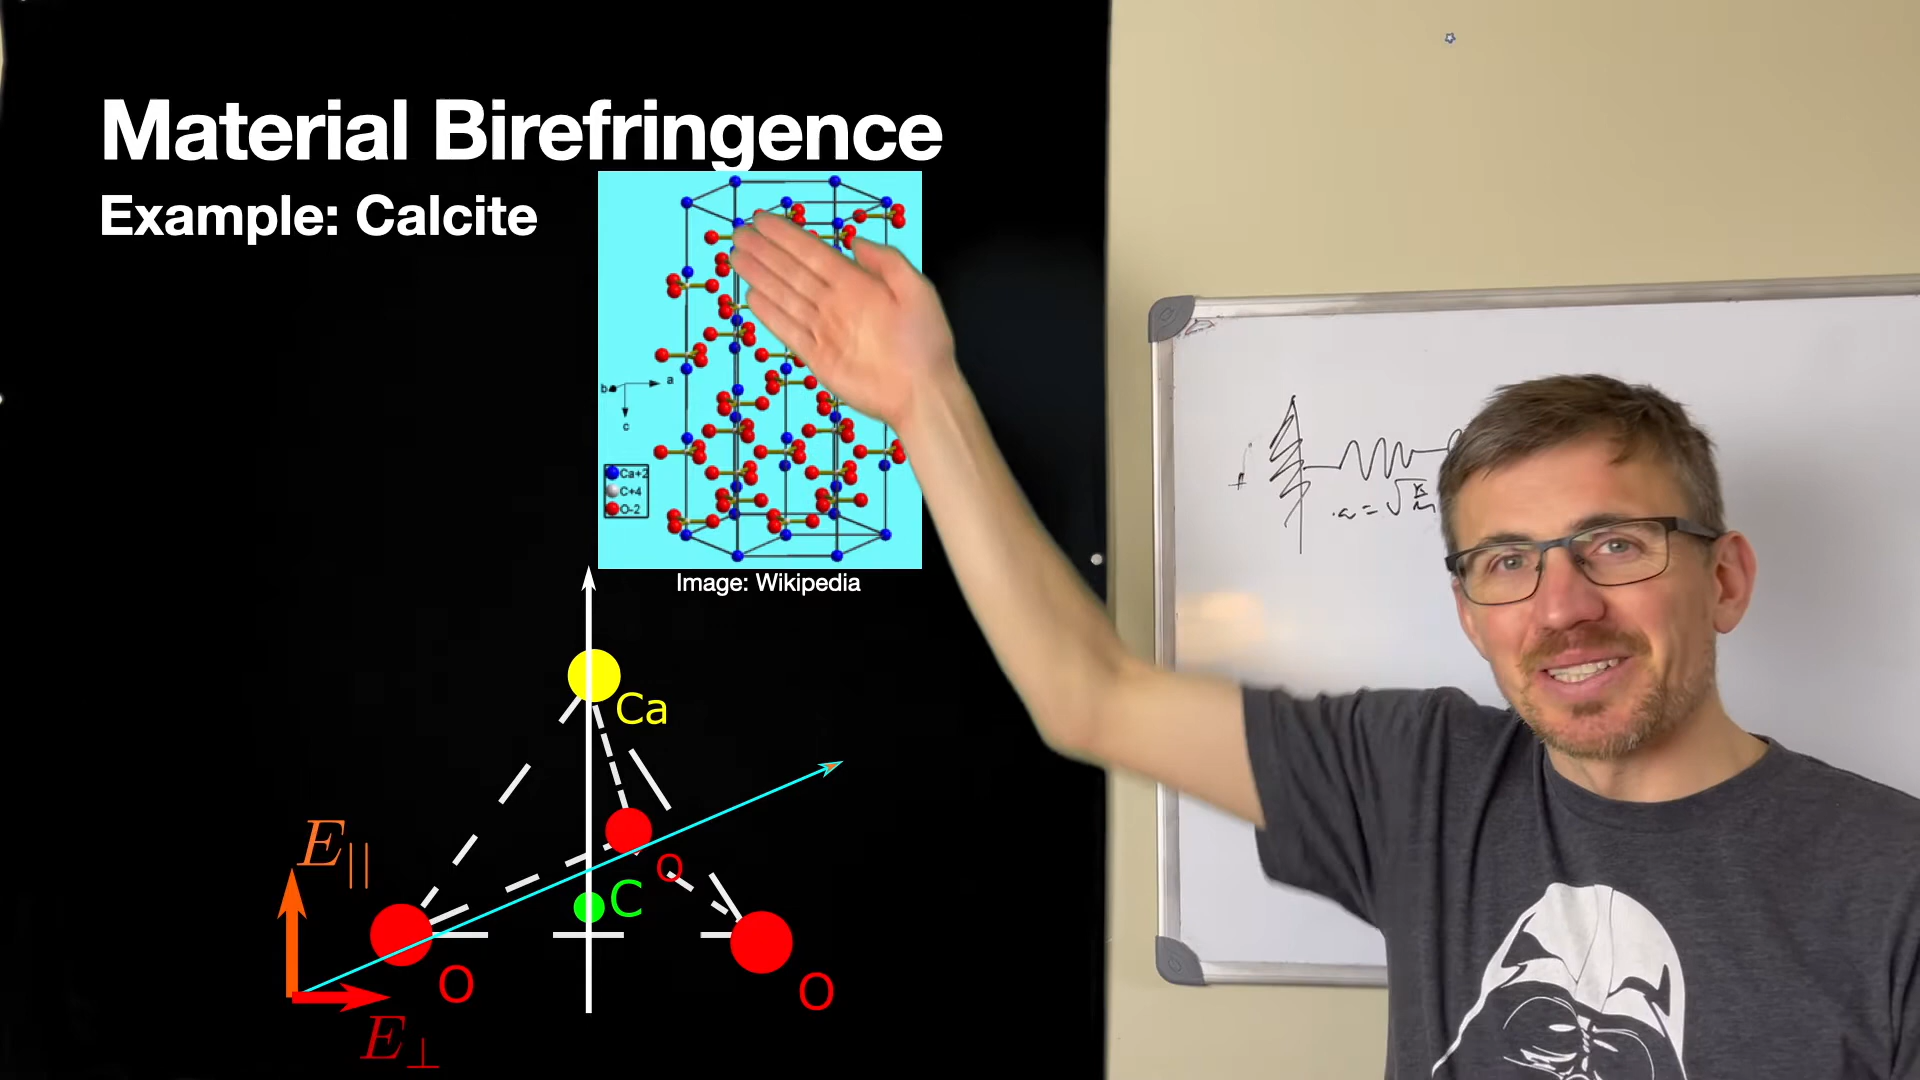 Material Birefringence
Example: Calcite
b
a
c
Ca+2
C+4
O-2
Image: Wikipedia
Ca
O
C
O
O
E||
E⊥